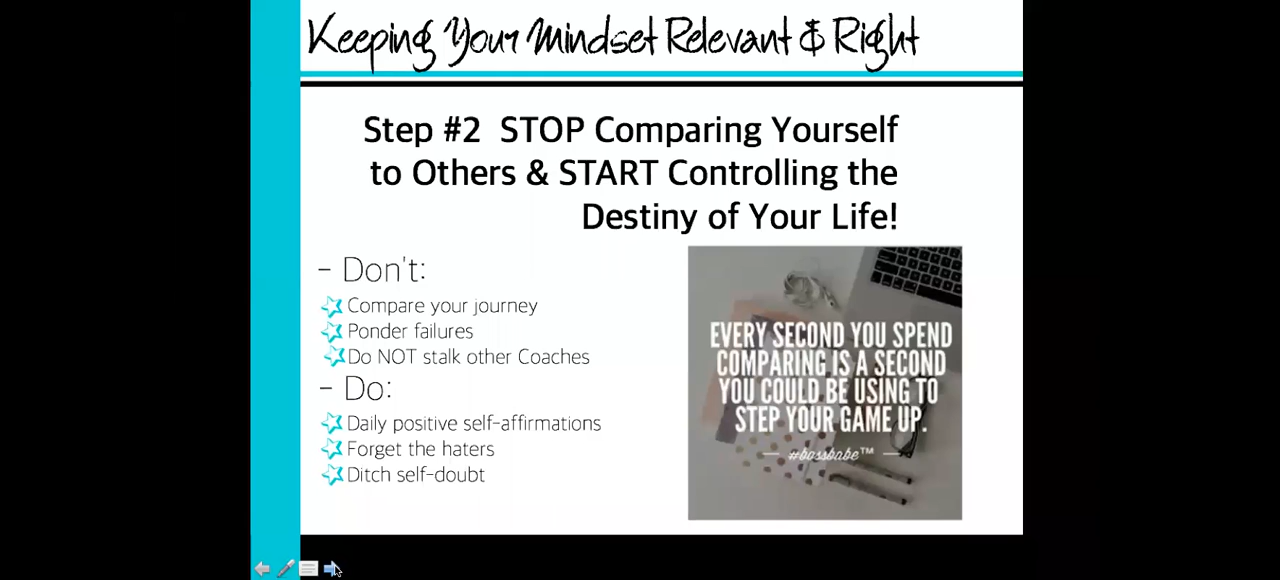 Keeping Your Mindset Relevant & Right
Step #2 STOP Comparing Yourself
to Others & START Controlling the
Destiny of Your Life!
- Don't:
Compare your journey
Ponder failures
Do NOT stalk other Coaches
- Do:
Daily positive self-affirmations
Forget the haters
Ditch self-doubt
EVERY SECOND YOU SPEND
COMPARING IS A SECOND
YOU COULD BE USING TO
STEP YOUR GAME UP.
— #bossbabe™ —